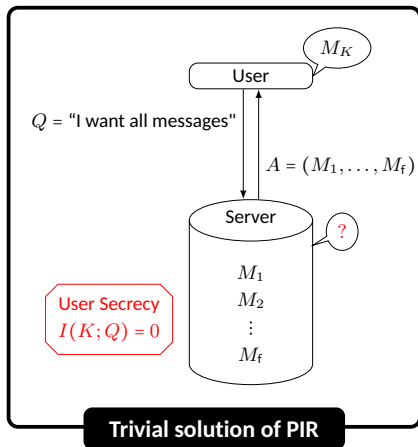 M_K
User
Q = “I want all messages"
A = (M_1, . . . , M_f)
Server
?
M_1
M_2
⋮
M_f
User Secrecy
I(K; Q) = 0
Trivial solution of PIR